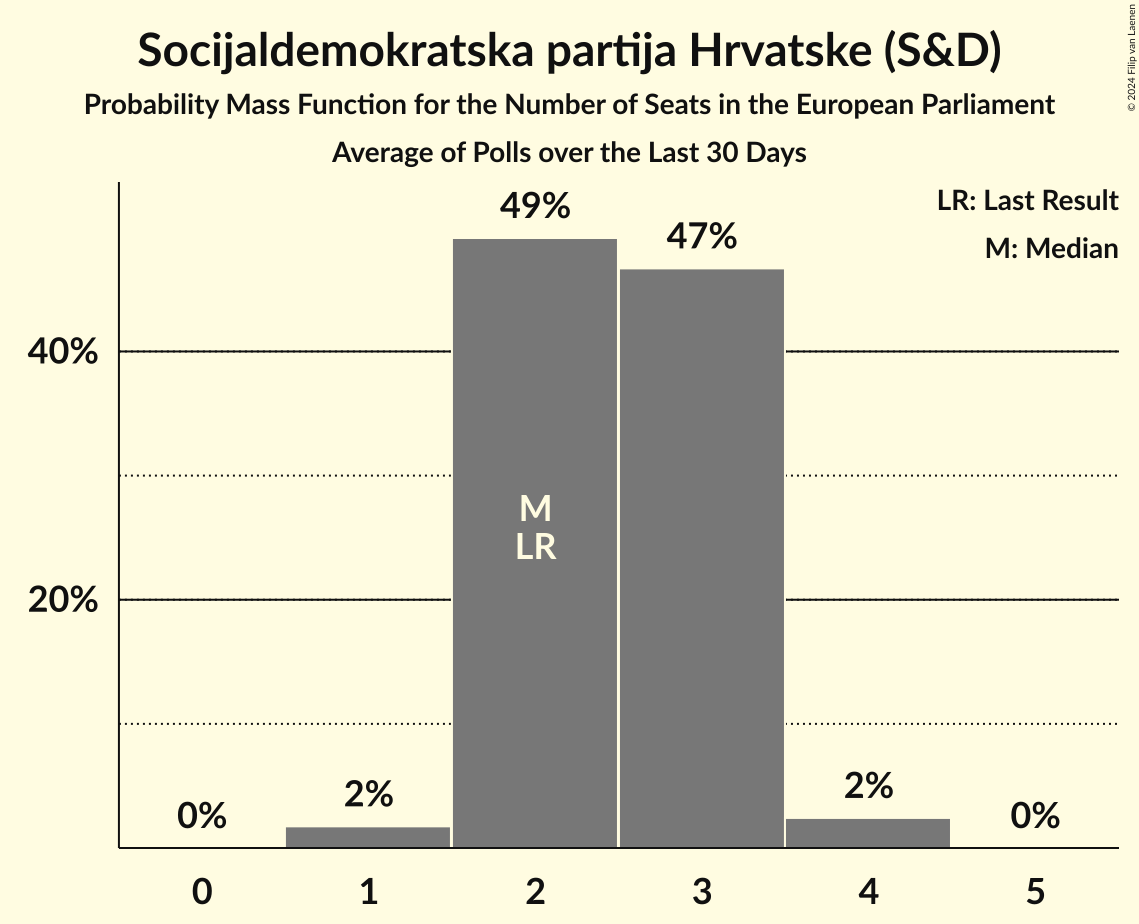 Socijaldemokratska partija Hrvatske (S&D)
Probability Mass Function for the Number of Seats in the European Parliament
Average of Polls over the Last 30 Days
© 2024 Filip van Laenen
LR: Last Result
M: Median
49%
47%
40%
M
LR
20%
2%
2%
0%
0%
0 1 2 3 4 5